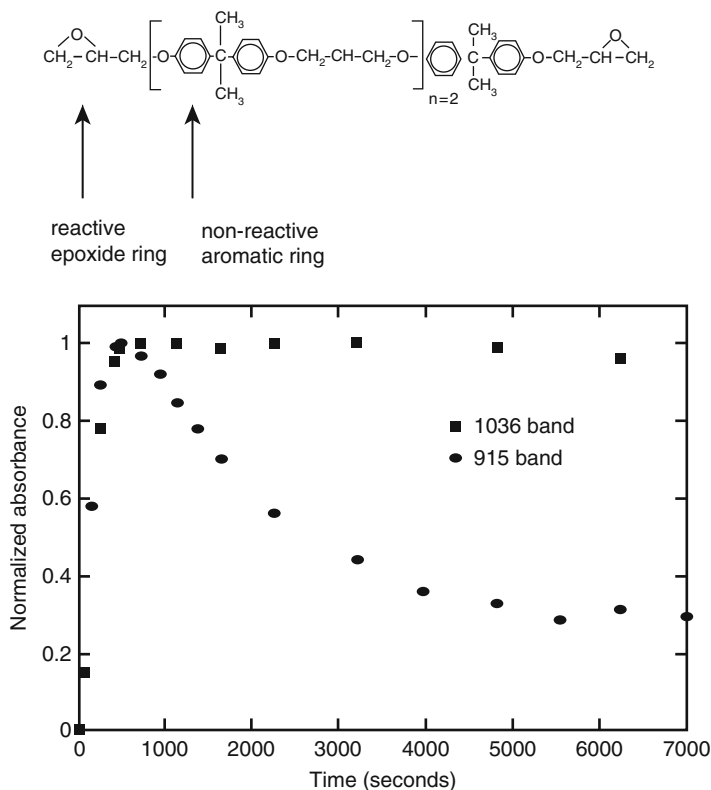 O CH₃ CH₃ O
CH₂–CH–CH₂ O C O–CH₂–CH₂–CH₂–O C O–CH₂–CH–CH₂
CH₃ n=2 CH₃
reactive epoxide ring
non-reactive aromatic ring
Normalized absorbance
1
0.8
0.6
0.4
0.2
0
1036 band
915 band
0 1000 2000 3000 4000 5000 6000 7000
Time (seconds)